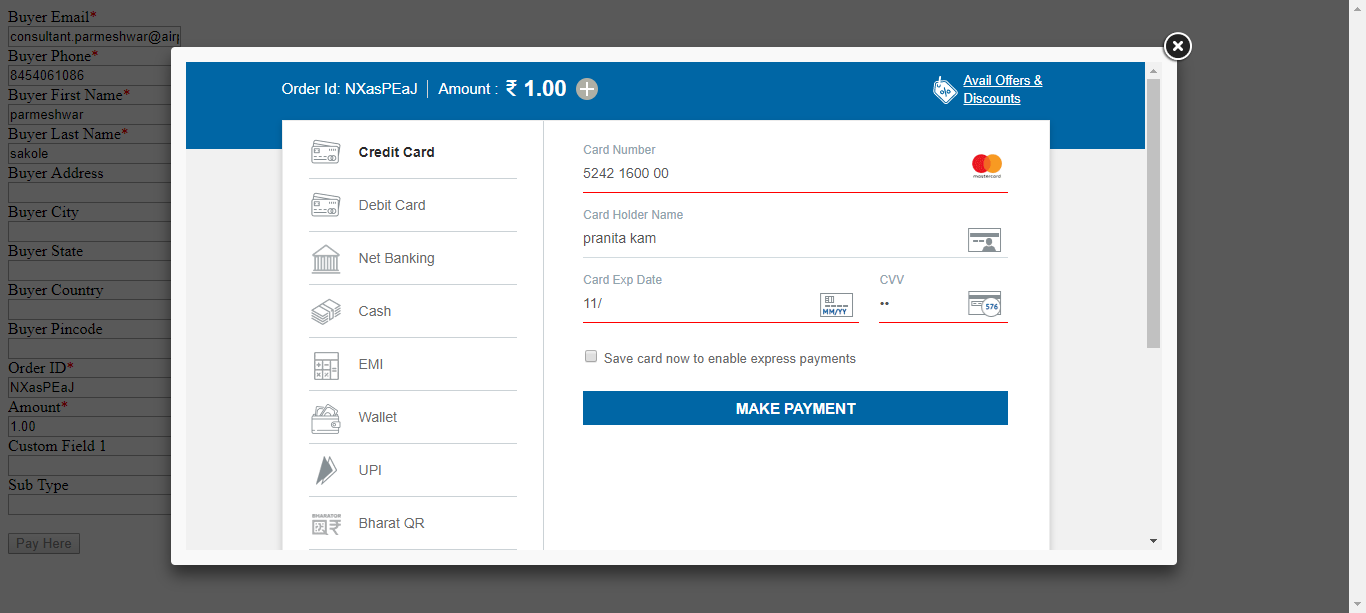 Buyer Email*
consultant.parmeshwar@air
Buyer Phone*
8454061086
Buyer First Name*
parmeshwar
Buyer Last Name*
sakole
Buyer Address
Buyer City
Buyer State
Buyer Country
Buyer Pincode
Order ID*
NXasPEaJ
Amount*
1.00
Custom Field 1
Sub Type
Pay Here
Order Id: NXasPEaJ | Amount : ₹ 1.00
Avail Offers &
Discounts
Credit Card
Debit Card
Net Banking
Cash
EMI
Wallet
UPI
BHARATQR
Bharat QR
Card Number
5242 1600 00
mastercard
Card Holder Name
pranita kam
Card Exp Date
11/
MM/YY
CVV
••
576
Save card now to enable express payments
MAKE PAYMENT